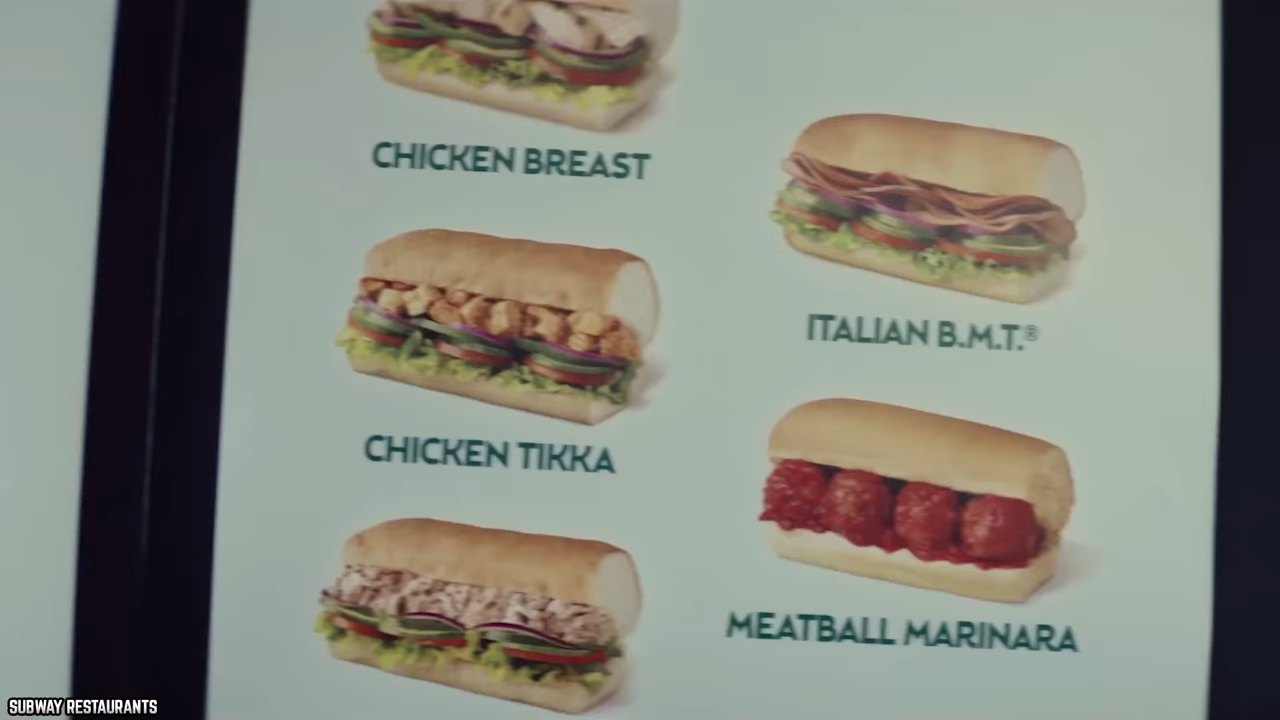 CHICKEN BREAST
ITALIAN B.M.T.®
CHICKEN TIKKA
MEATBALL MARINARA
SUBWAY RESTAURANTS